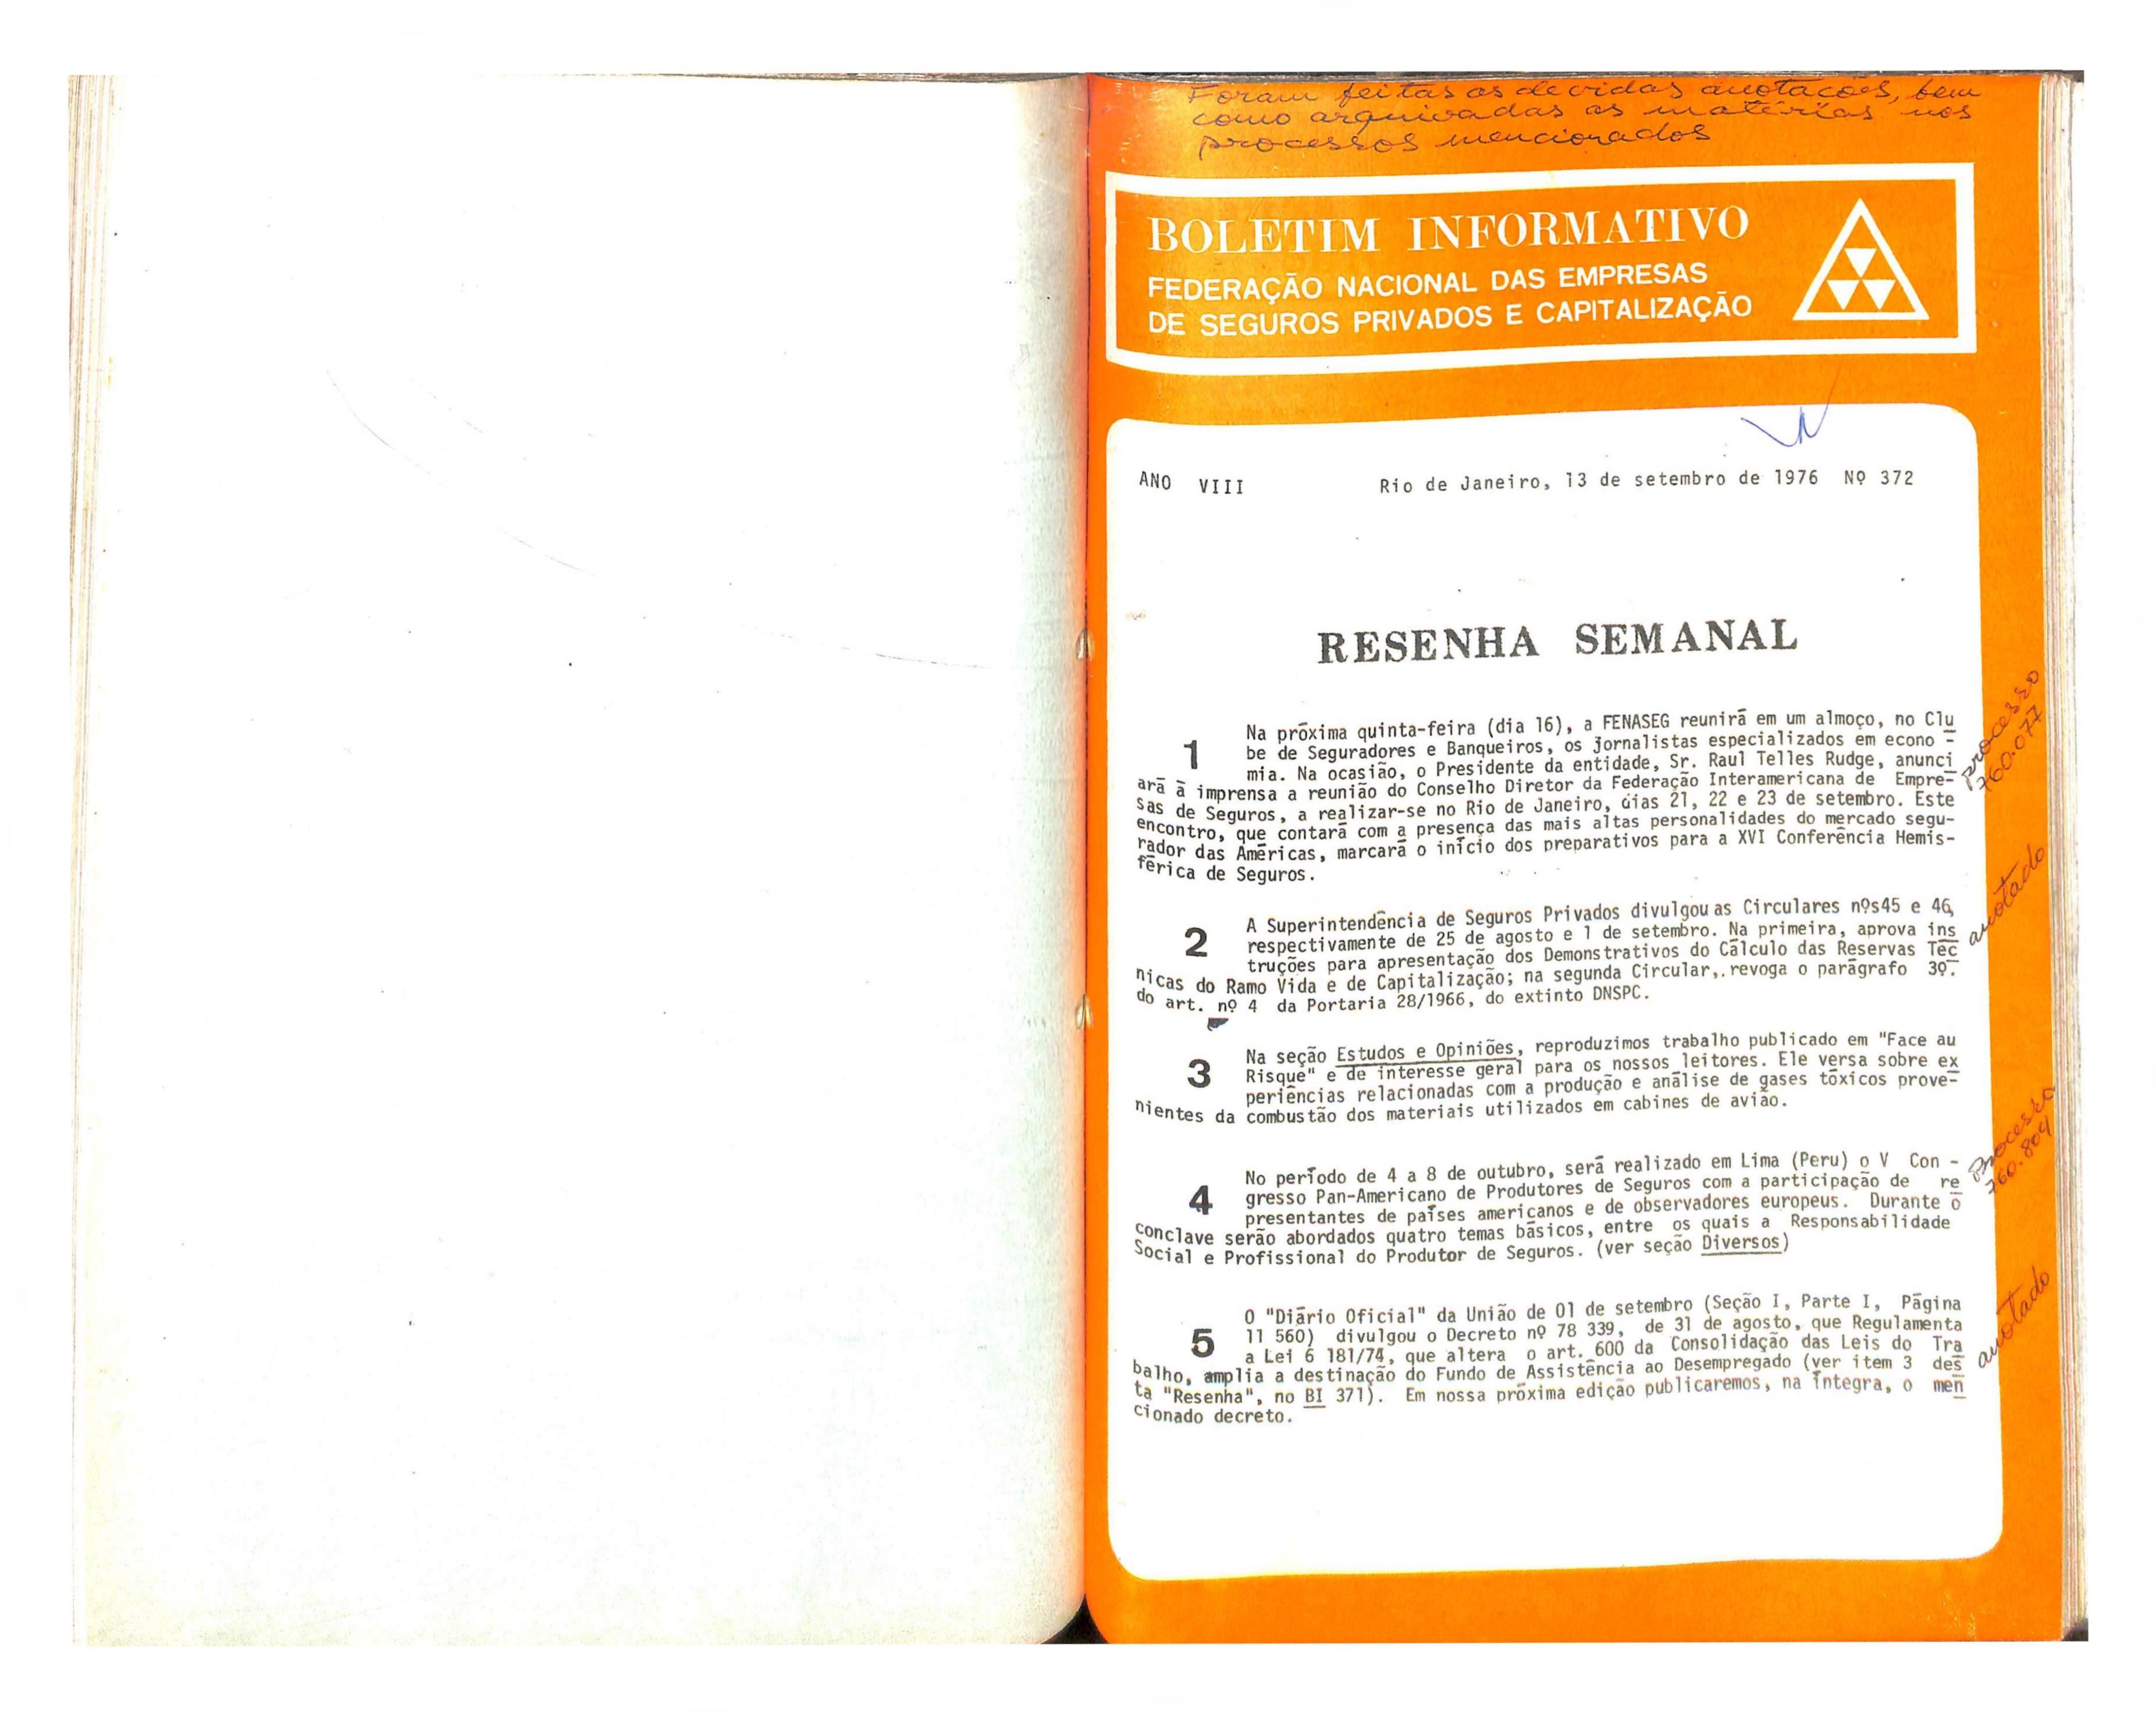 Foram feitas as devidas anotações, bem
como arquivadas as matérias nos
processos mencionados
BOLETIM INFORMATIVO
FEDERAÇÃO NACIONAL DAS EMPRESAS
DE SEGUROS PRIVADOS E CAPITALIZAÇÃO
ANO VIII Rio de Janeiro, 13 de setembro de 1976 Nº 372
RESENHA SEMANAL
1
Na próxima quinta-feira (dia 16), a FENASEG reunirá em um almoço, no Clu
be de Seguradores e Banqueiros, os jornalistas especializados em econo -
mia. Na ocasião, o Presidente da entidade, Sr. Raul Telles Rudge, anunci
ará à imprensa a reunião do Conselho Diretor da Federação Interamericana de Empre-
sas de Seguros, a realizar-se no Rio de Janeiro, dias 21, 22 e 23 de setembro. Este
encontro, que contará com a presença das mais altas personalidades do mercado segu-
rador das Américas, marcará o início dos preparativos para a XVI Conferência Hemis-
férica de Seguros.
processo
760.077
2
A Superintendência de Seguros Privados divulgou as Circulares nºs 45 e 46,
respectivamente de 25 de agosto e 1 de setembro. Na primeira, aprova ins
truções para apresentação dos Demonstrativos do Cálculo das Reservas Téc
nicas do Ramo Vida e de Capitalização; na segunda Circular,. revoga o parágrafo 3º.
do art. nº 4 da Portaria 28/1966, do extinto DNSPC.
anotado
3
Na seção Estudos e Opiniões, reproduzimos trabalho publicado em "Face au
Risque" e de interesse geral para os nossos leitores. Ele versa sobre ex
periências relacionadas com a produção e análise de gases tóxicos prove-
nientes da combustão dos materiais utilizados em cabines de avião.
4
No período de 4 a 8 de outubro, será realizado em Lima (Peru) o V Con -
gresso Pan-Americano de Produtores de Seguros com a participação de re
presentantes de países americanos e de observadores europeus. Durante o
conclave serão abordados quatro temas básicos, entre os quais a Responsabilidade
Social e Profissional do Produtor de Seguros. (ver seção Diversos)
Processo
760.804
5
O "Diário Oficial" da União de 01 de setembro (Seção I, Parte I, Página
11 560) divulgou o Decreto nº 78 339, de 31 de agosto, que Regulamenta
a Lei 6 181/74, que altera o art. 600 da Consolidação das Leis do Tra
balho, amplia a destinação do Fundo de Assistência ao Desempregado (ver item 3 des
ta "Resenha", no BI 371). Em nossa próxima edição publicaremos, na íntegra, o men
cionado decreto.
anotado